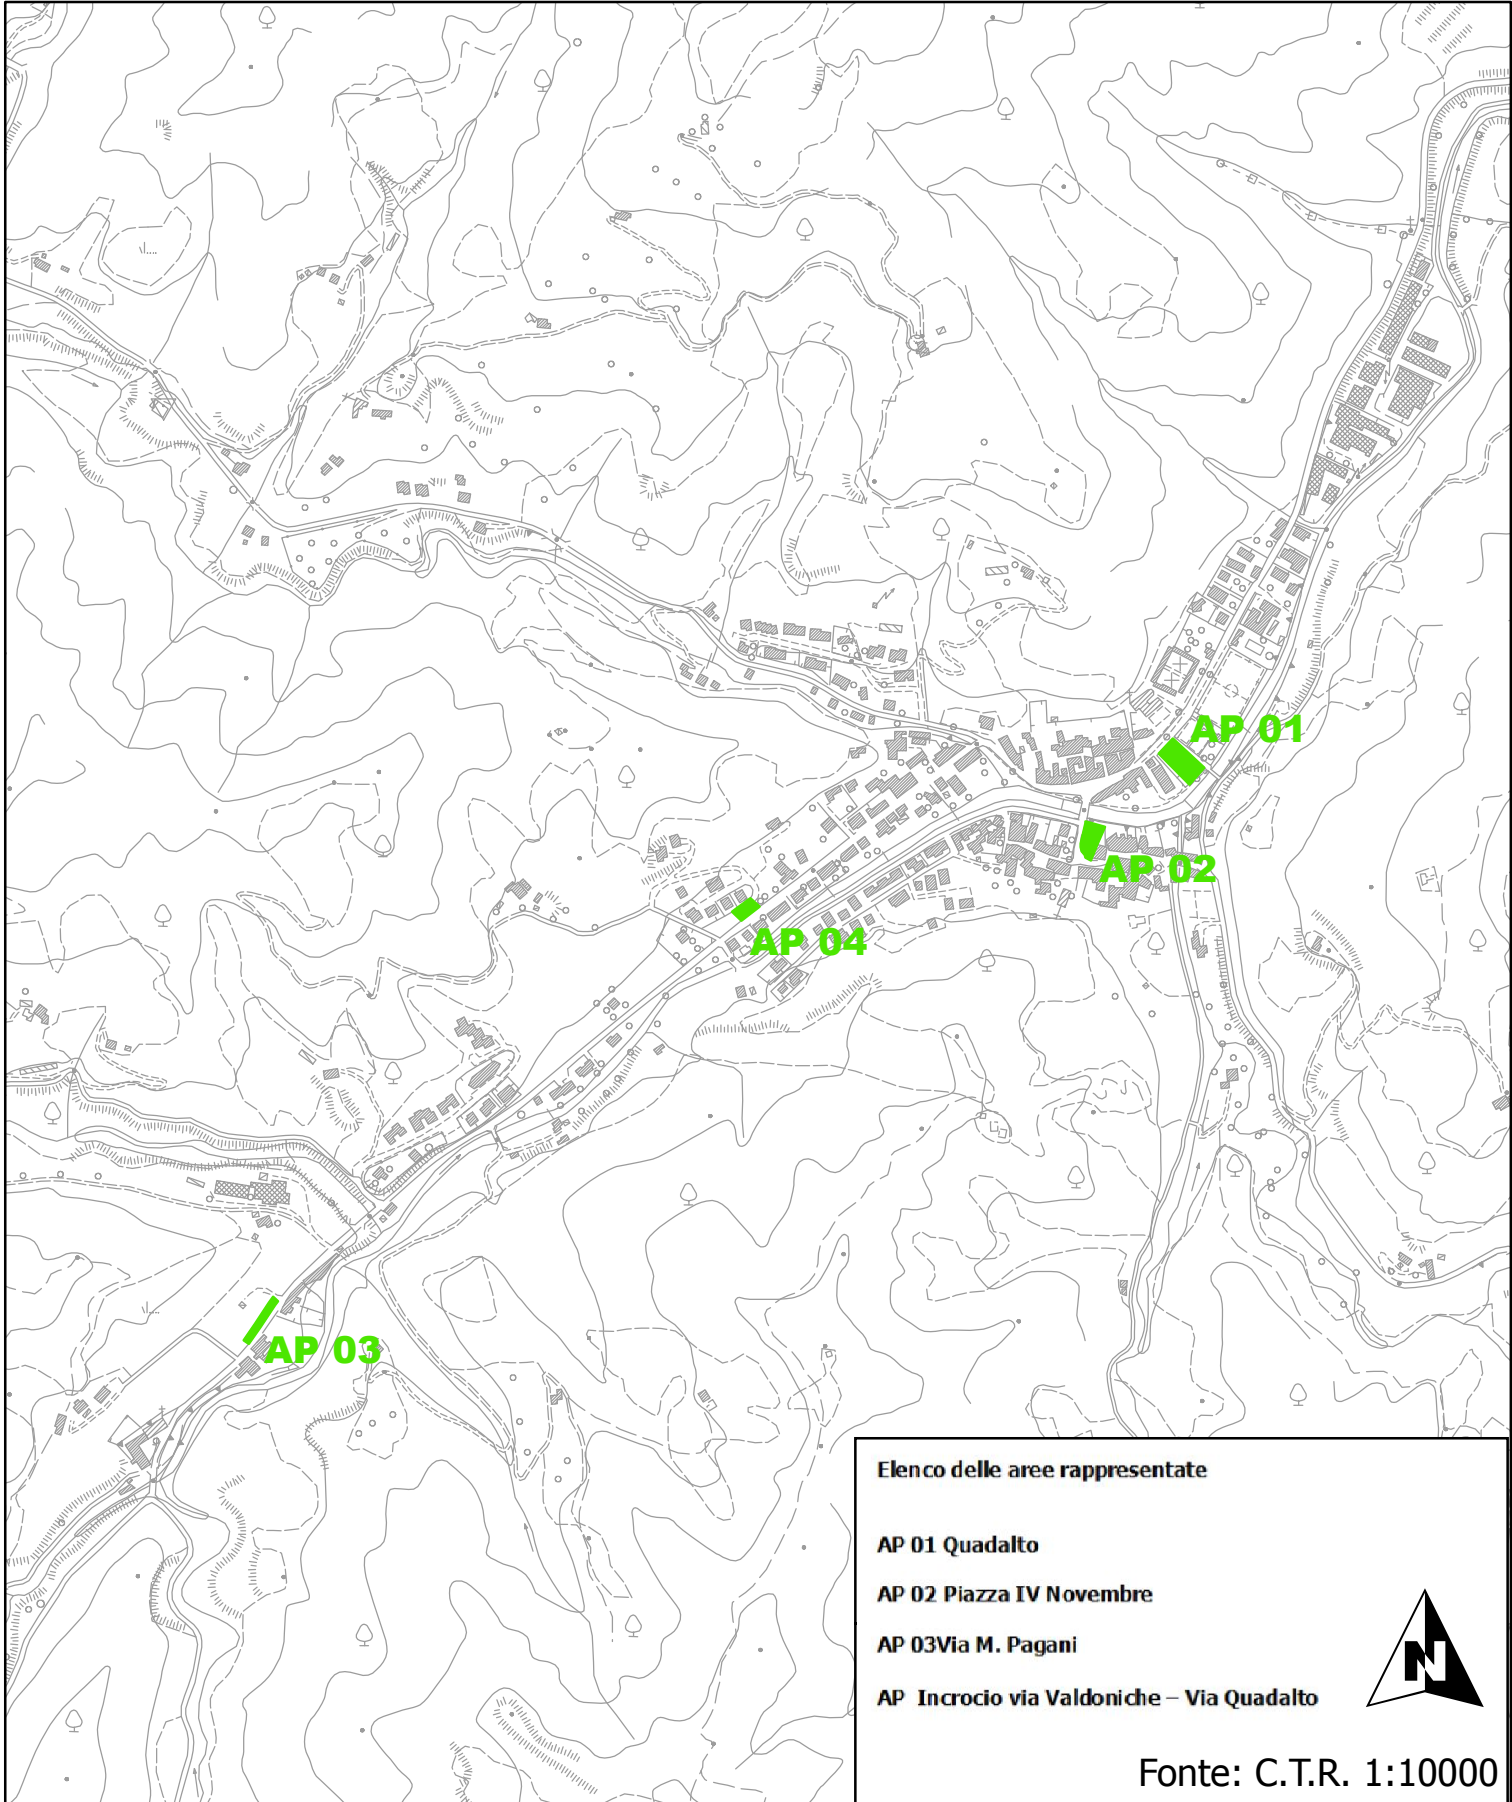 AP 01
AP 02
AP 04
AP 03
Elenco delle aree rappresentate
AP 01 Quadalto
AP 02 Piazza IV Novembre
AP 03Via M. Pagani
AP  Incrocio via Valdoniche – Via Quadalto
N
Fonte: C.T.R. 1:10000